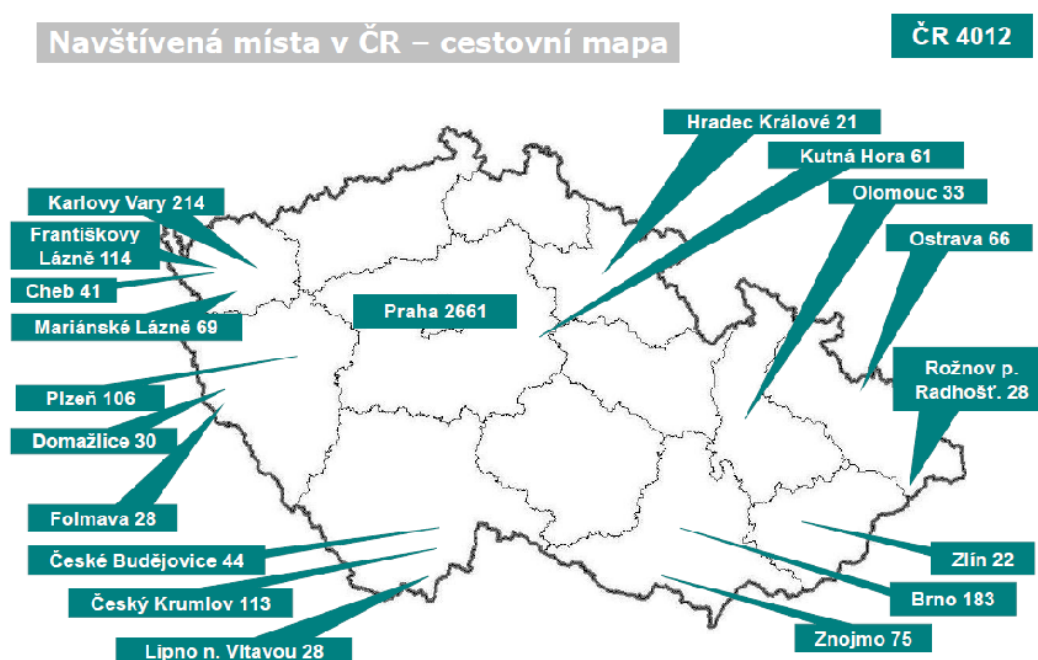 Navštívená místa v ČR – cestovní mapa
ČR 4012
Hradec Králové 21
Kutná Hora 61
Olomouc 33
Ostrava 66
Karlovy Vary 214
Františkovy
Lázně 114
Cheb 41
Mariánské Lázně 69
Praha 2661
Rožnov p.
Radhošť. 28
Plzeň 106
Domažlice 30
Folmava 28
České Budějovice 44
Český Krumlov 113
Lipno n. Vltavou 28
Zlín 22
Brno 183
Znojmo 75